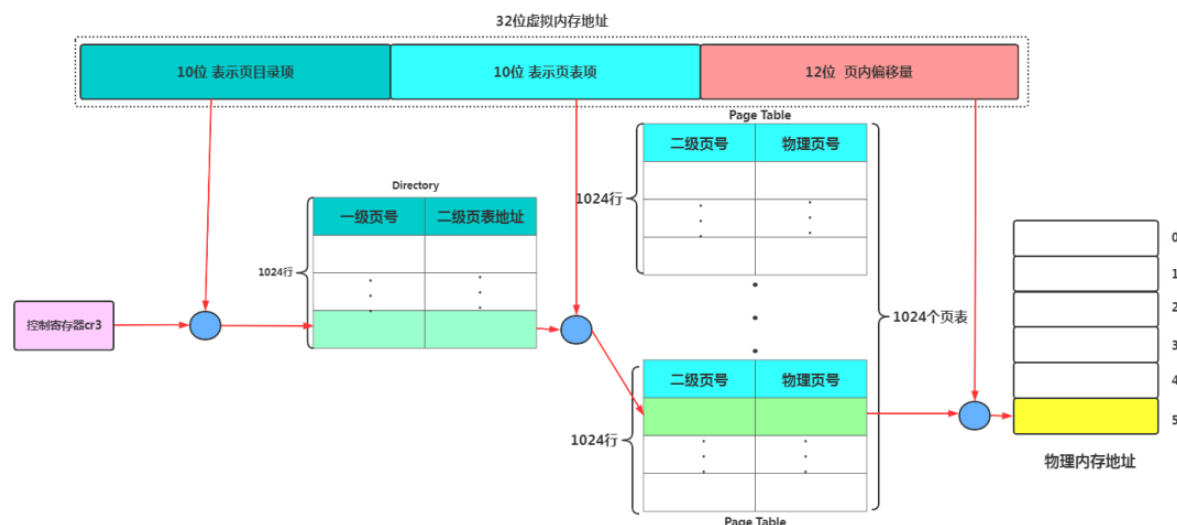 32位虚拟内存地址
10位 表示页目录项
10位 表示页表项
12位 页内偏移量
Page Table
二级页号
物理页号
1024行
Directory
一级页号
二级页表地址
1024行
控制寄存器cr3
1024个页表
二级页号
物理页号
1024行
Page Table
0
1
2
3
4
5
物理内存地址